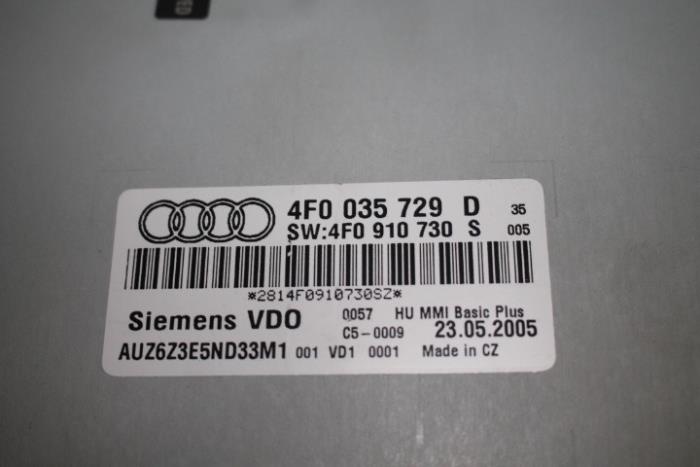 03
4F0 035 729 D 35
SW:4F0 910 730 S 005
*2814F0910730SZ*
Siemens VDO 0057 HU MMI Basic Plus
C5-0009 23.05.2005
AUZ6Z3E5ND33M1 001 VD1 0001 Made in CZ